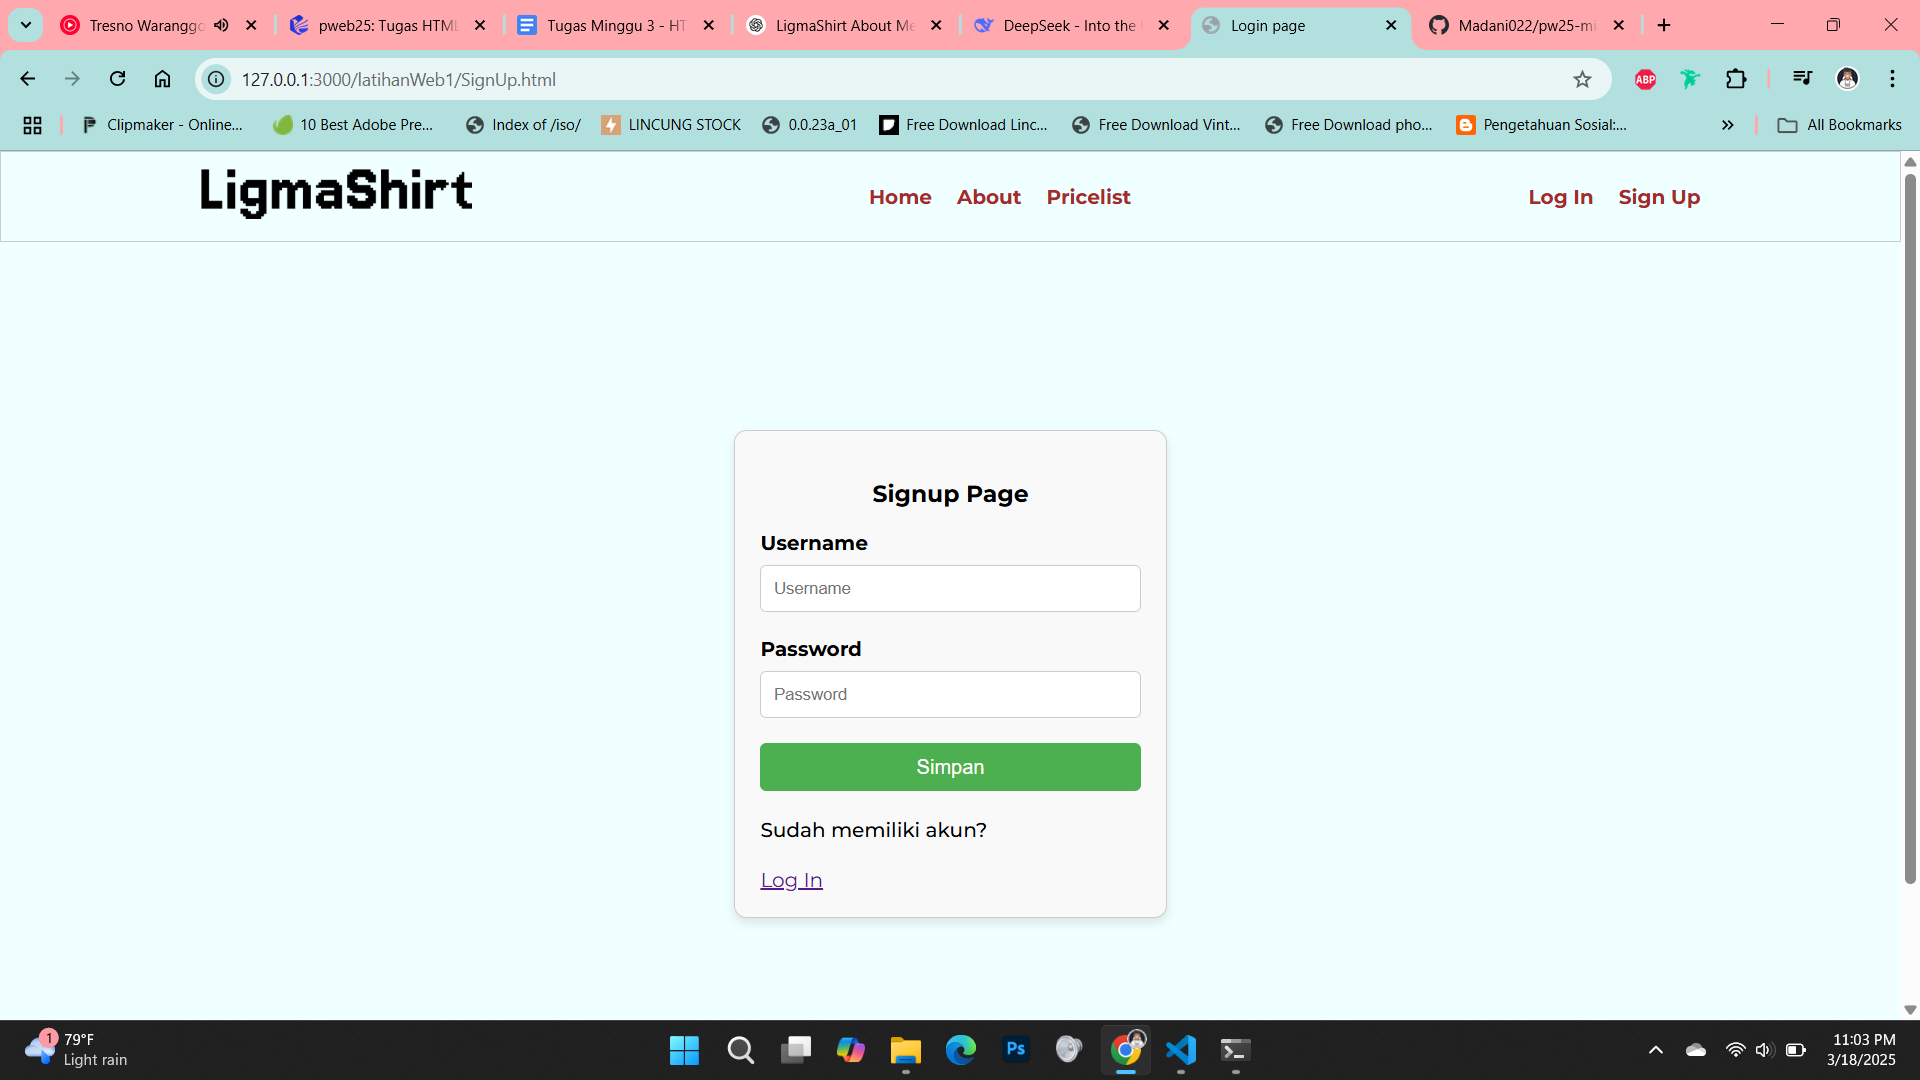 Tresno Waranggo
pweb25: Tugas HTML
Tugas Minggu 3 - HT
LigmaShirt About Me
DeepSeek - Into the
Login page
Madani022/pw25-mi
127.0.0.1:3000/latihanWeb1/SignUp.html
ABP
Clipmaker - Online...
10 Best Adobe Pre...
Index of /iso/
LINCUNG STOCK
0.0.23a_01
Free Download Linc...
Free Download Vint...
Free Download pho...
Pengetahuan Sosial:...
All Bookmarks
LigmaShirt
Home
About
Pricelist
Log In
Sign Up
Signup Page
Username
Username
Password
Password
Simpan
Sudah memiliki akun?
Log In
1
79°F
Light rain
Ps
11:03 PM
3/18/2025